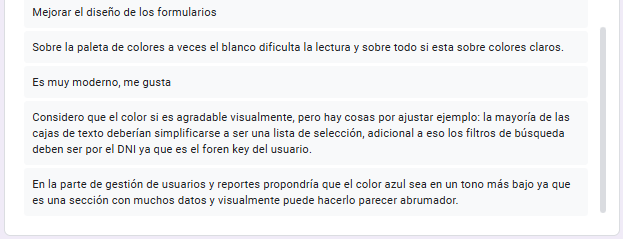 Mejorar el diseño de los formularios
Sobre la paleta de colores a veces el blanco dificulta la lectura y sobre todo si esta sobre colores claros.
Es muy moderno, me gusta
Considero que el color si es agradable visualmente, pero hay cosas por ajustar ejemplo: la mayoría de las
cajas de texto deberían simplificarse a ser una lista de selección, adicional a eso los filtros de búsqueda
deben ser por el DNI ya que es el foren key del usuario.
En la parte de gestión de usuarios y reportes propondría que el color azul sea en un tono más bajo ya que
es una sección con muchos datos y visualmente puede hacerlo parecer abrumador.